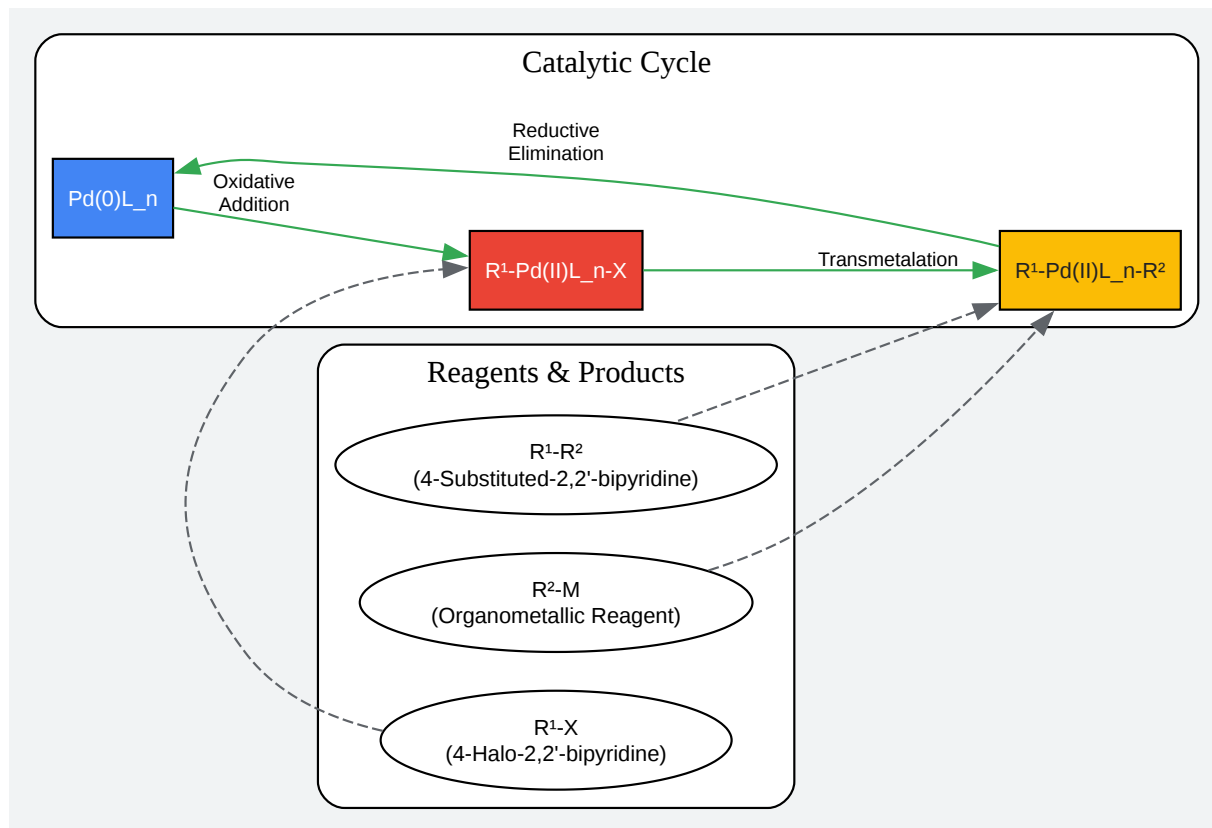 Catalytic Cycle
Reductive
Elimination
Oxidative
Addition
Pd(0)L_n
R¹-Pd(II)L_n-X
Transmetalation
R¹-Pd(II)L_n-R²
Reagents & Products
R¹-R²
(4-Substituted-2,2'-bipyridine)
R²-M
(Organometallic Reagent)
R¹-X
(4-Halo-2,2'-bipyridine)